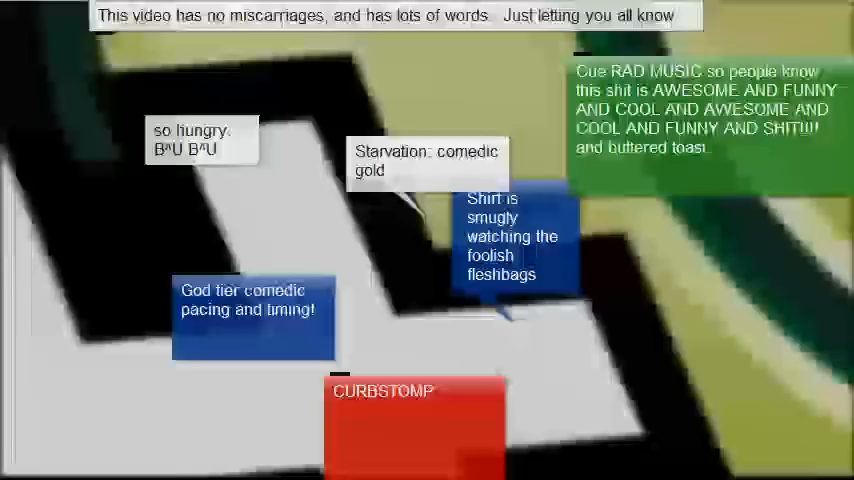 This video has no miscarriages, and has lots of words. Just letting you all know
Cue RAD MUSIC so people know
this shit is AWESOME AND FUNNY
AND COOL AND AWESOME AND
COOL AND FUNNY AND SHIT!!!!
and buttered toast.
so hungry.
B^U B^U
Starvation: comedic
gold
Shirt is
smugly
watching the
foolish
fleshbags
God tier comedic
pacing and timing!
CURBSTOMP